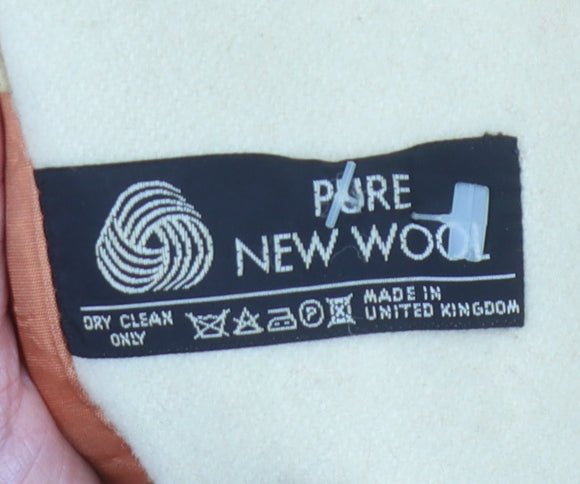 PURE
NEW WOOL
DRY CLEAN
ONLY
P
MADE IN
UNITED KINGDOM